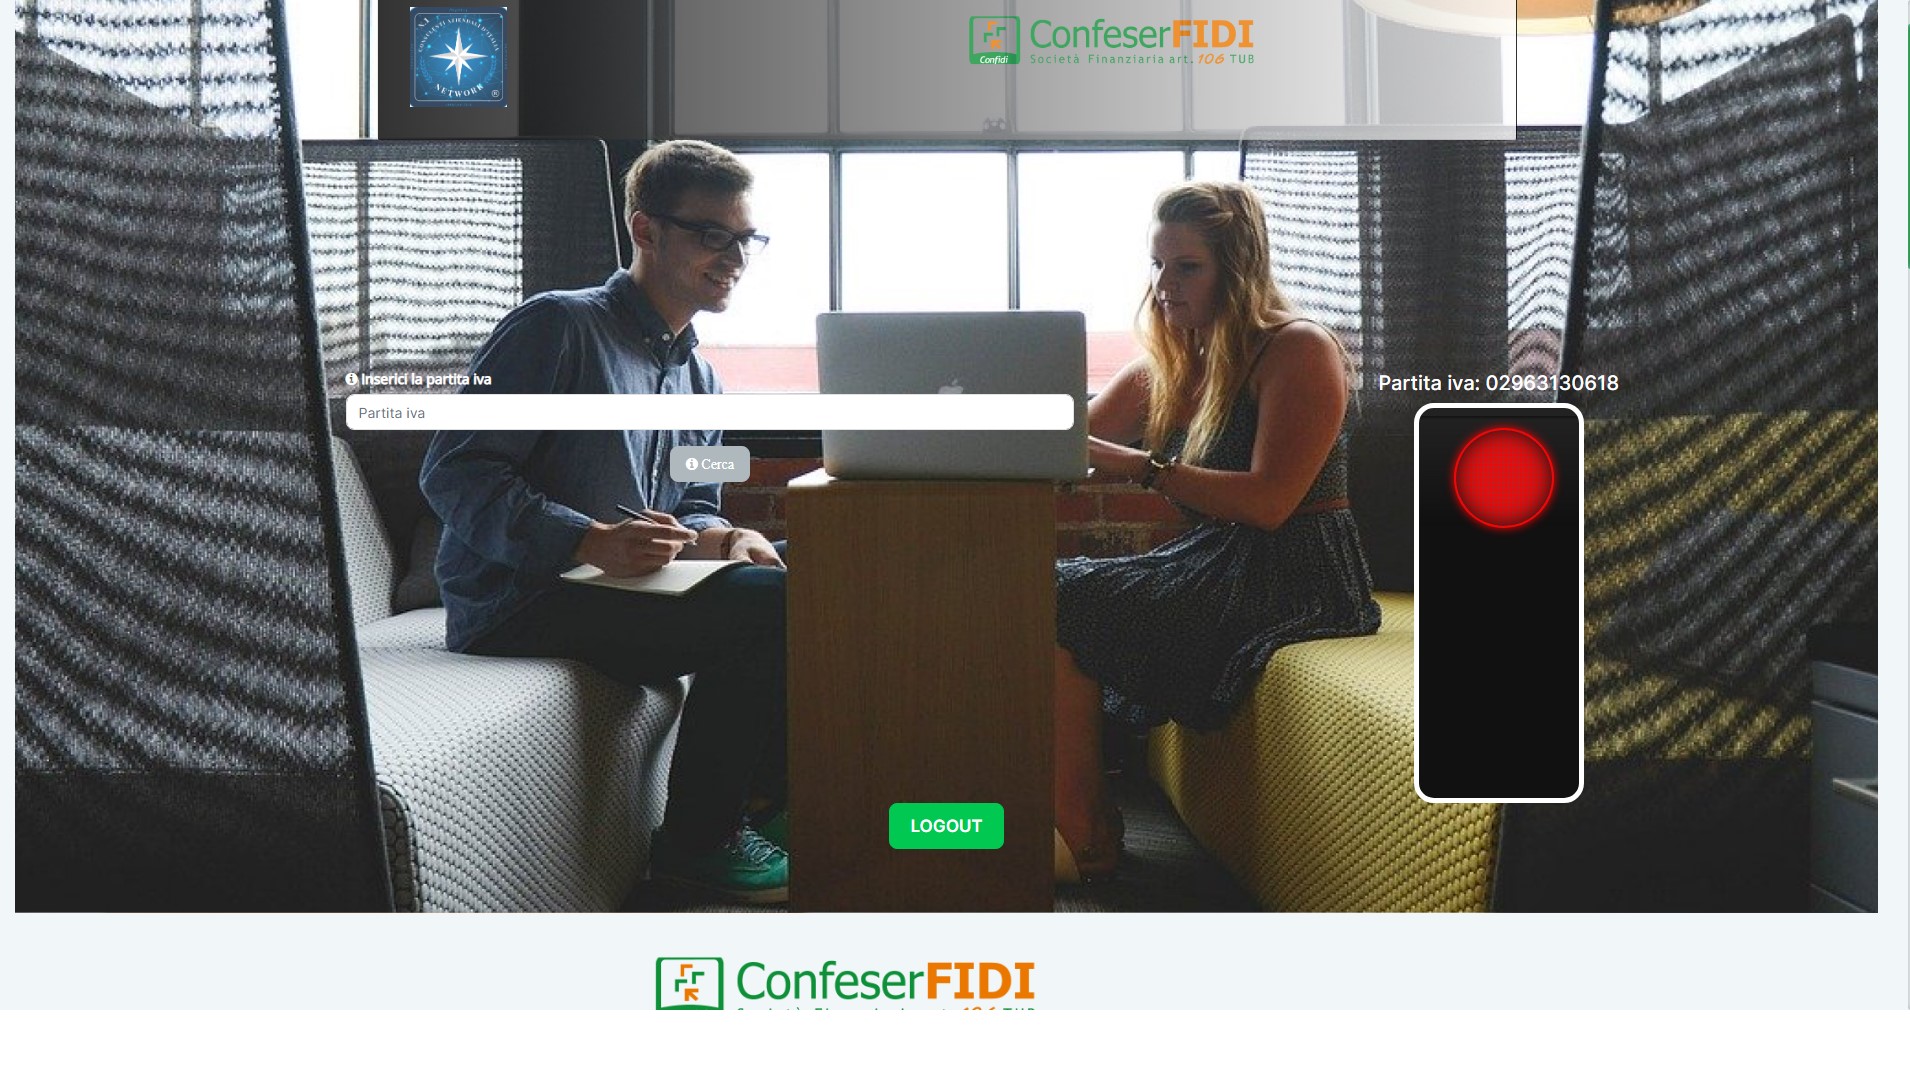 NETWORK
ConfeserFIDI
Confidi
Società Finanziaria art. 106 TUB
Inserici la partita iva
Partita iva: 02963130618
Partita iva
Cerca
LOGOUT
ConfeserFIDI